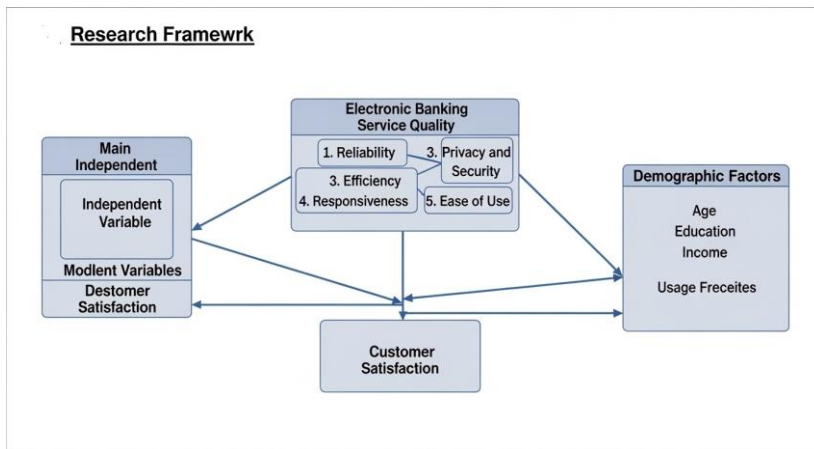 Research Framewrk
Electronic Banking
Service Quality
1. Reliability
3. Privacy and
Security
3. Efficiency
4. Responsiveness
5. Ease of Use
Main
Independent
Independent
Variable
Modlent Variables
Destomer
Satisfaction
Demographic Factors
Age
Education
Income
Usage Freceites
Customer
Satisfaction